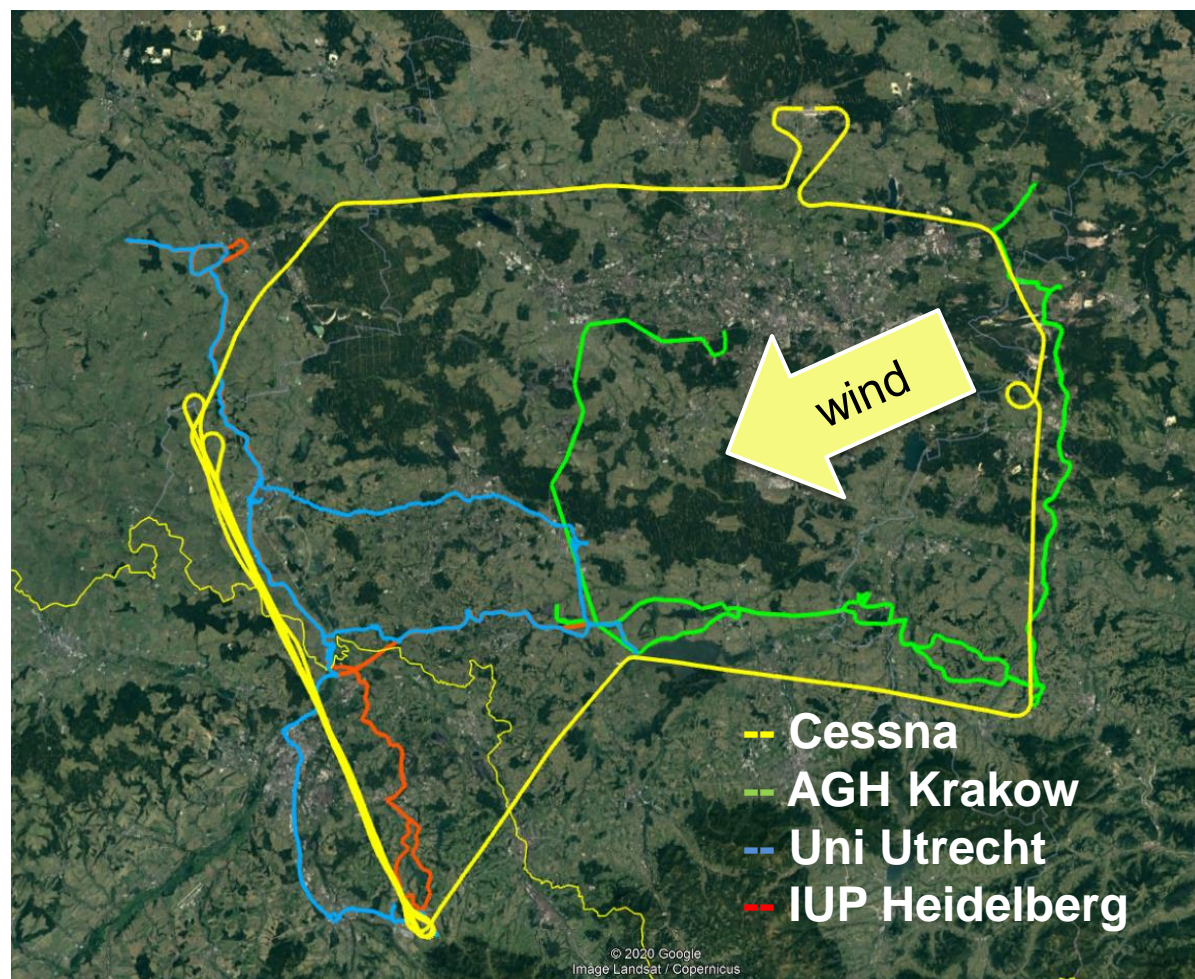 wind
-- Cessna
-- AGH Krakow
-- Uni Utrecht
-- IUP Heidelberg
© 2020 Google
Image Landsat / Copernicus